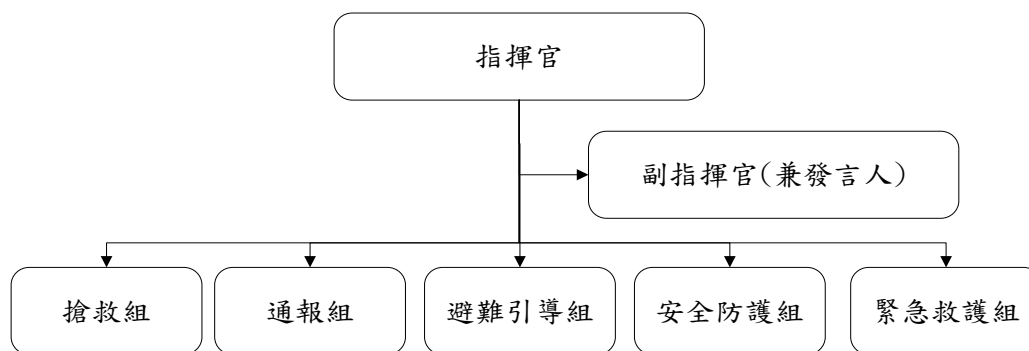 指揮官
副指揮官(兼發言人)
搶救組
通報組
避難引導組
安全防護組
緊急救護組